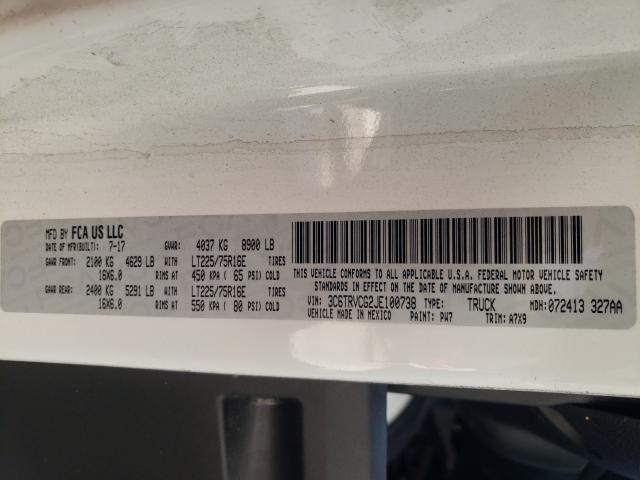 MFD BY FCA US LLC
DATE OF MFR(BUILT): 7-17 GVWR: 4037 KG 8900 LB
GAWR FRONT: 2100 KG 4629 LB WITH LT225/75R16E TIRES
16X6.0 RIMS AT 450 KPA ( 65 PSI) COLD
GAWR REAR: 2400 KG 5291 LB WITH LT225/75R16E TIRES
16X6.0 RIMS AT 550 KPA ( 80 PSI) COLD
THIS VEHICLE CONFORMS TO ALL APPLICABLE U.S.A. FEDERAL MOTOR VEHICLE SAFETY
STANDARDS IN EFFECT ON THE DATE OF MANUFACTURE SHOWN ABOVE.
VIN: 3C6TRVCG2JE100738 TYPE: TRUCK MDH: 072413 327AA
VEHICLE MADE IN MEXICO PAINT: PW7 TRIM: A7X9